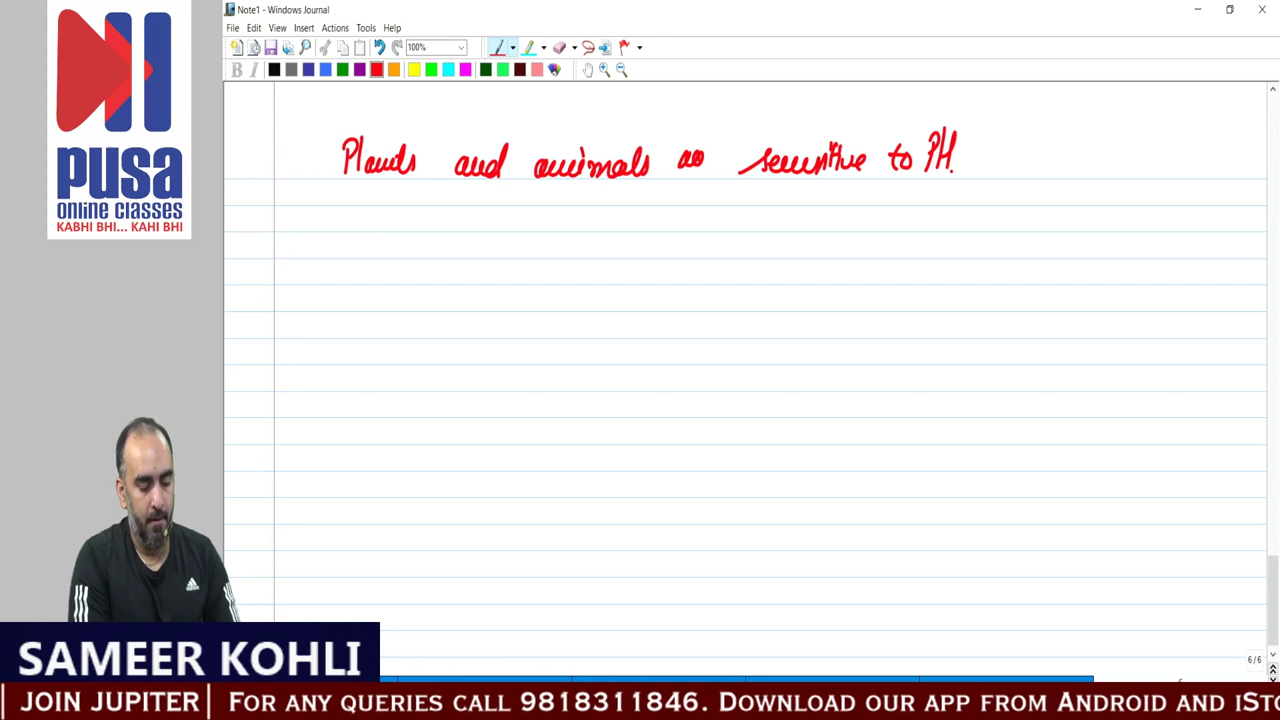 Note1 - Windows Journal
File Edit View Insert Actions Tools Help
100%
B I
Plants and animals are sensitive to PH.
PUSA
ONLINE CLASSES
KABHI BHI... KAHI BHI
6/6
SAMEER KOHLI
JOIN JUPITER | For any queries call 9818311846. Download our app from Android and iSto